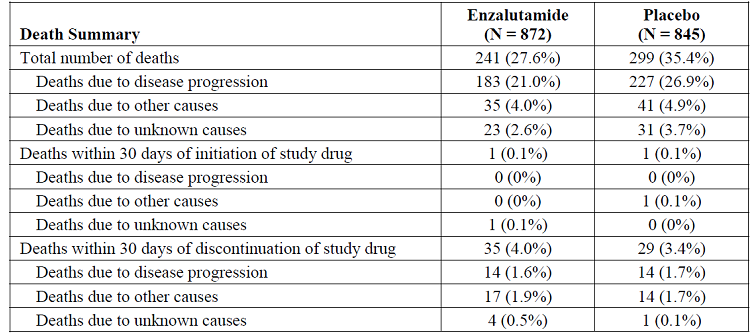 Death Summary Enzalutamide (N = 872) Placebo (N = 845)
Total number of deaths 241 (27.6%) 299 (35.4%)
Deaths due to disease progression 183 (21.0%) 227 (26.9%)
Deaths due to other causes 35 (4.0%) 41 (4.9%)
Deaths due to unknown causes 23 (2.6%) 31 (3.7%)
Deaths within 30 days of initiation of study drug 1 (0.1%) 1 (0.1%)
Deaths due to disease progression 0 (0%) 0 (0%)
Deaths due to other causes 0 (0%) 1 (0.1%)
Deaths due to unknown causes 1 (0.1%) 0 (0%)
Deaths within 30 days of discontinuation of study drug 35 (4.0%) 29 (3.4%)
Deaths due to disease progression 14 (1.6%) 14 (1.7%)
Deaths due to other causes 17 (1.9%) 14 (1.7%)
Deaths due to unknown causes 4 (0.5%) 1 (0.1%)